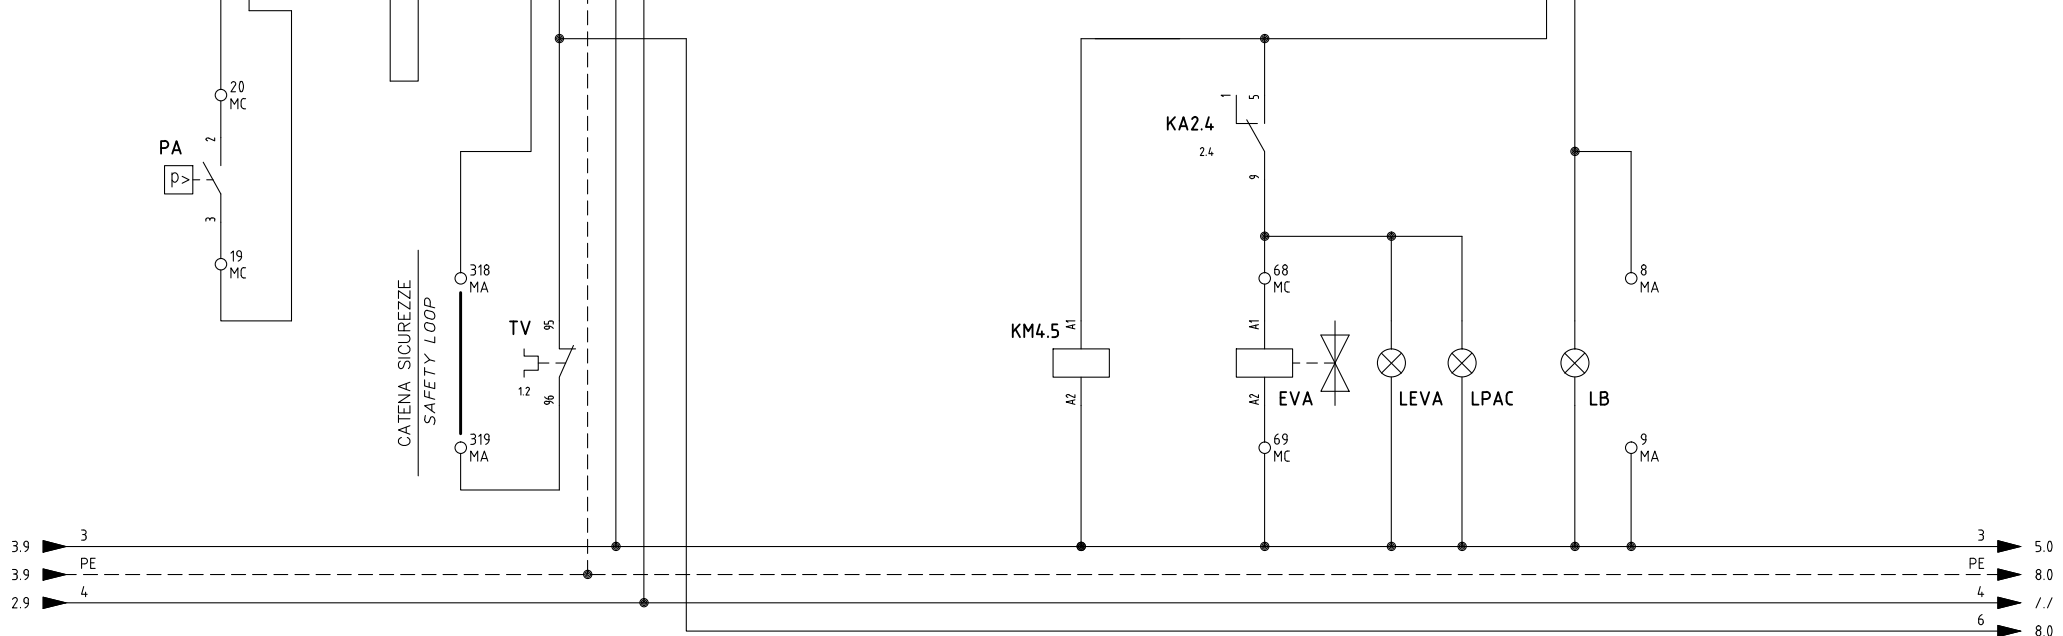 20
MC
2
PA
p>
3
19
MC
CATENA SICUREZZE
SAFETY LOOP
318
MA
319
MA
TV
1.2
95
96
KM4.5
A1
A2
1
5
KA2.4
2.4
9
68
MC
A1
A2
EVA
69
MC
LEVA
LPAC
LB
8
MA
9
MA
3.9
3
3
5.0
3.9
PE
PE
8.0
2.9
4
4
/./
6
8.0